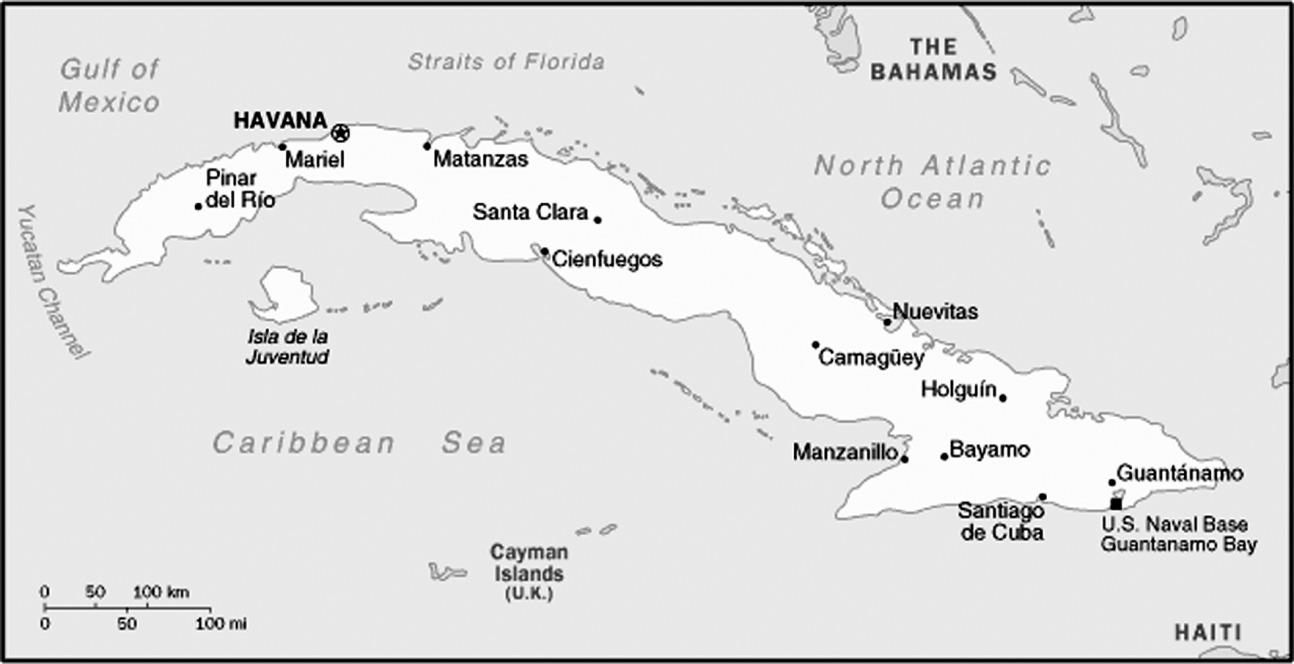 THE
BAHAMAS
Gulf of
Mexico
Straits of Florida
HAVANA
Mariel
Matanzas
North Atlantic
Ocean
Pinar
del Río
Santa Clara
Yucatan Channel
Cienfuegos
Isla de la
Juventud
Nuevitas
Camagüey
Holguín
Caribbean Sea
Manzanillo
Bayamo
Guantánamo
Santiago
de Cuba
U.S. Naval Base
Guantanamo Bay
Cayman
Islands
(U.K.)
0 50 100 km
0 50 100 mi
HAITI